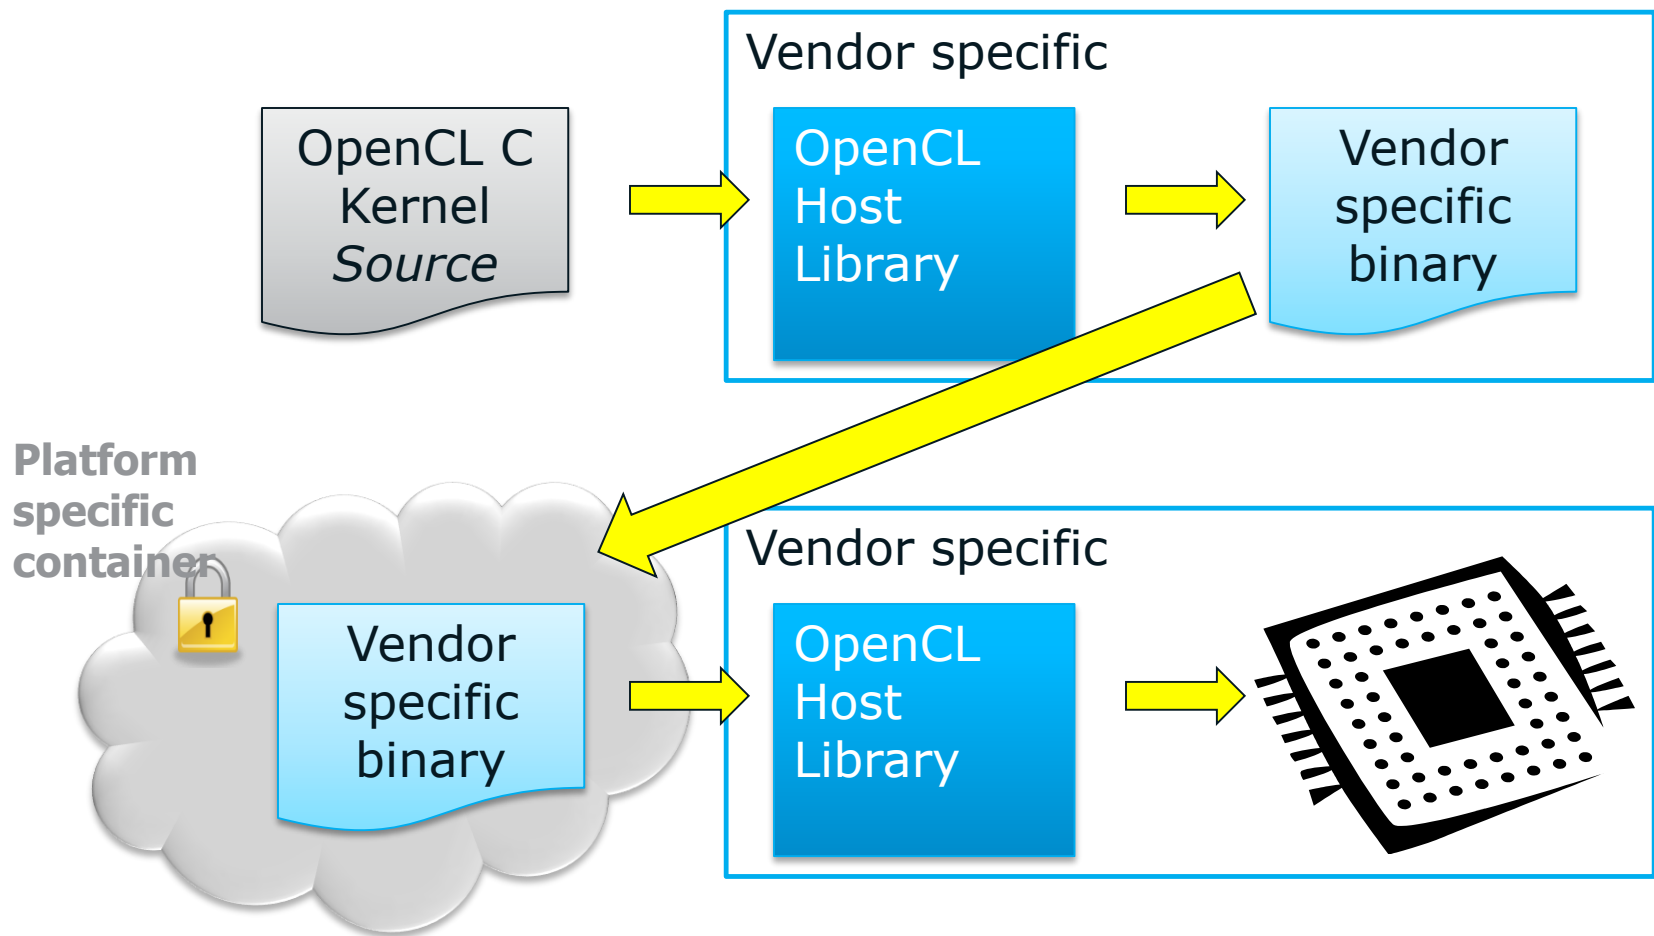 Vendor specific
OpenCL C
Kernel
Source
OpenCL
Host
Library
Vendor
specific
binary
Platform
specific
container
Vendor specific
Vendor
specific
binary
OpenCL
Host
Library